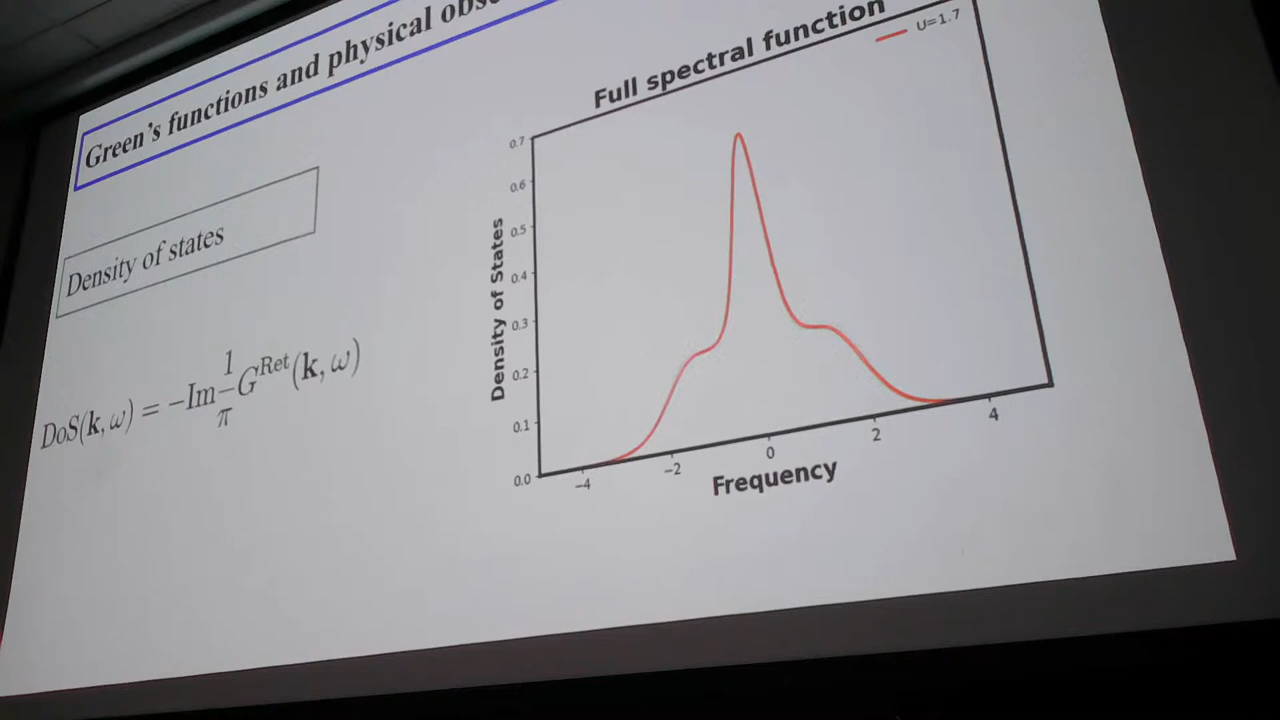 Green's functions and physical
Density of states
DoS(k, ω) = −Im 1/π G^Ret(k, ω)
Full spectral function
U=1.7
Density of States
0.7
0.6
0.5
0.4
0.3
0.2
0.1
0.0
−4
−2
0
2
4
Frequency